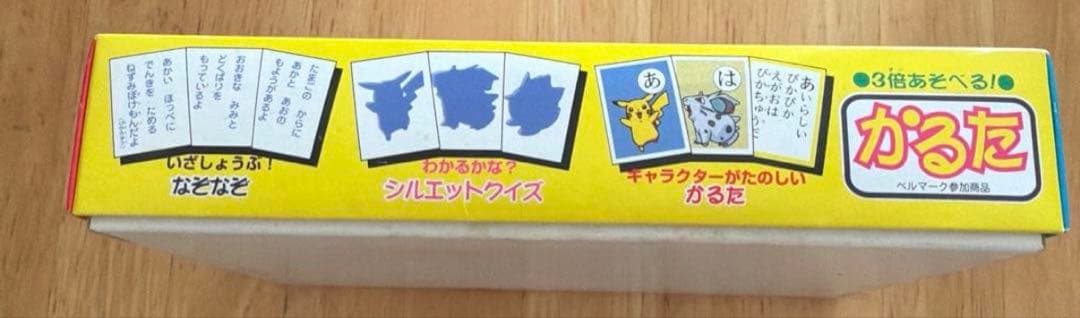 あかい ほっぺに
でんきを ためる
ねずみぽけもんだよ
おおきな みみと
どくばりを
もっているよ
たまごの からに
あかと あおの
もようがあるよ
いざしょうぶ!
なぞなぞ
わかるかな?
シルエットクイズ
あ
は
あいらしい
ぴかぴか
えがおは
ぴかちゅう
キャラクターがたのしい
かるた
●3倍あそべる!●
かるた
ベルマーク参加商品